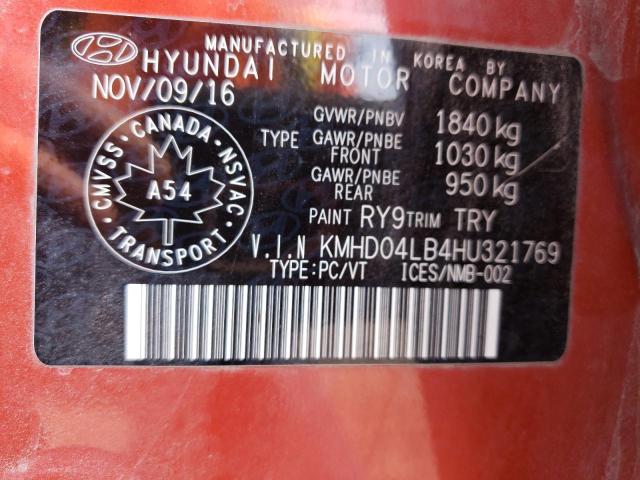 MANUFACTURED IN KOREA BY
HYUNDAI MOTOR COMPANY
NOV/09/16
GVWR/PNBV 1840 kg
TYPE GAWR/PNBE FRONT 1030 kg
GAWR/PNBE REAR 950 kg
PAINT RY9 TRIM TRY
V.I.N KMHD04LB4HU321769
TYPE:PC/VT ICES/NMB-002
CANADA
CMVSS NSVAC
A54
TRANSPORT